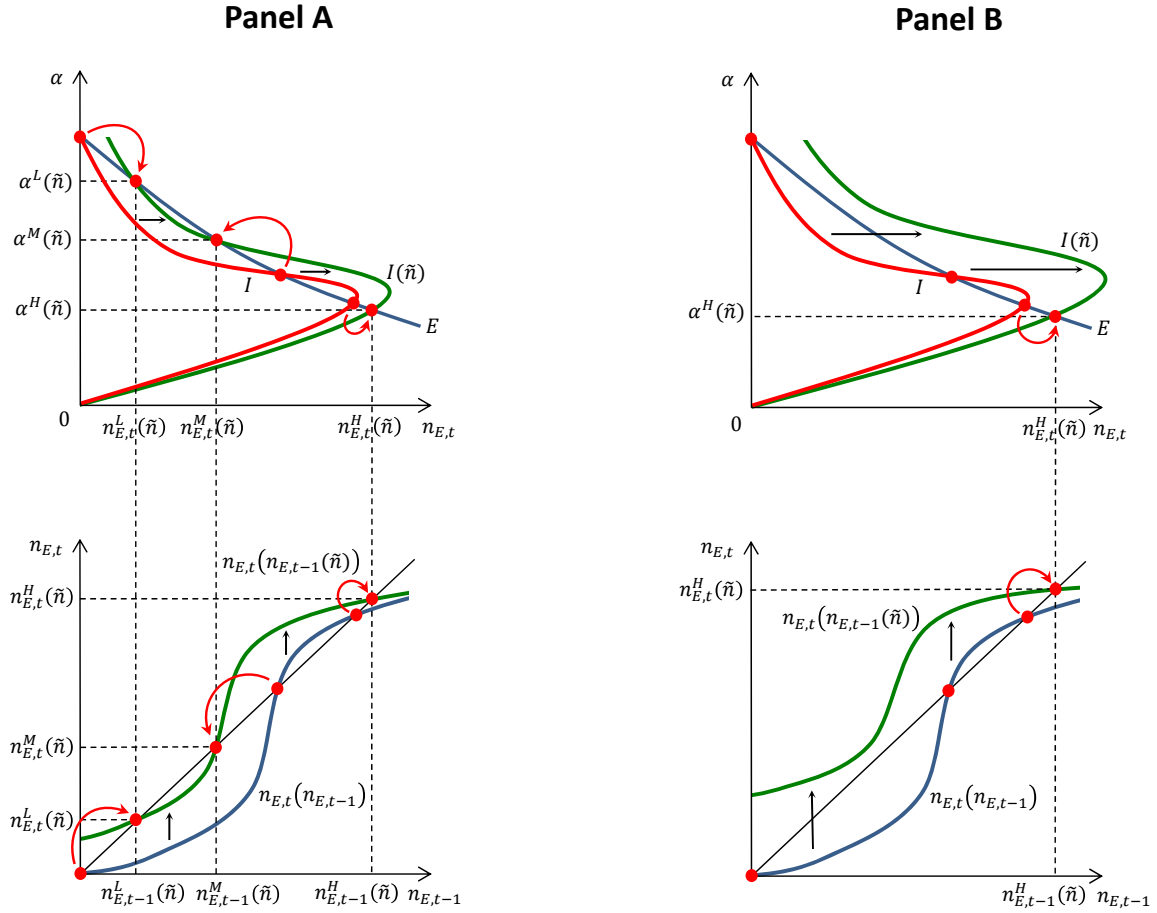 Panel A
Panel B
α
α
α^L(ñ)
α^M(ñ)
I
I(ñ)
I
I(ñ)
α^H(ñ)
E
α^H(ñ)
E
0
n^L_{E,t}(ñ) n^M_{E,t}(ñ) n^H_{E,t}(ñ) n_{E,t}
0
n^H_{E,t}(ñ) n_{E,t}
n_{E,t}
n_{E,t}(n_{E,t−1}(ñ))
n^H_{E,t}(ñ)
n^M_{E,t}(ñ)
n_{E,t}(n_{E,t−1})
n^L_{E,t}(ñ)
n^L_{E,t−1}(ñ) n^M_{E,t−1}(ñ) n^H_{E,t−1}(ñ) n_{E,t−1}
n_{E,t}
n^H_{E,t}(ñ)
n_{E,t}(n_{E,t−1}(ñ))
n_{E,t}(n_{E,t−1})
n^H_{E,t−1}(ñ) n_{E,t−1}